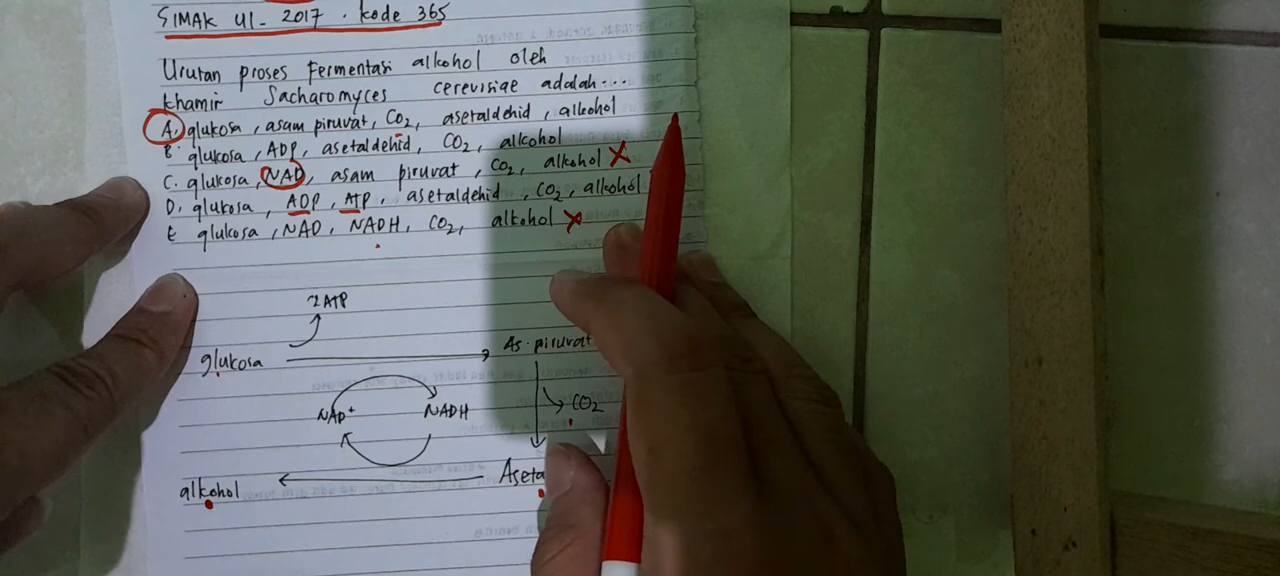 SIMAK UI - 2017 . kode 365
Urutan proses Fermentasi alkohol oleh
khamir Sacharomyces cerevisiae adalah...
A. glukosa, asam piruvat, CO2, asetaldehid, alkohol
B. glukosa, ADP, asetaldehid, CO2, alkohol
C. glukosa, NAD, asam piruvat, CO2, alkohol X
D. glukosa, ADP, ATP, asetaldehid, CO2, alkohol
E glukosa, NAD, NADH, CO2, alkohol X
2 ATP
glukosa
As. piruvat
NAD+
NADH
CO2
alkohol
Aseta